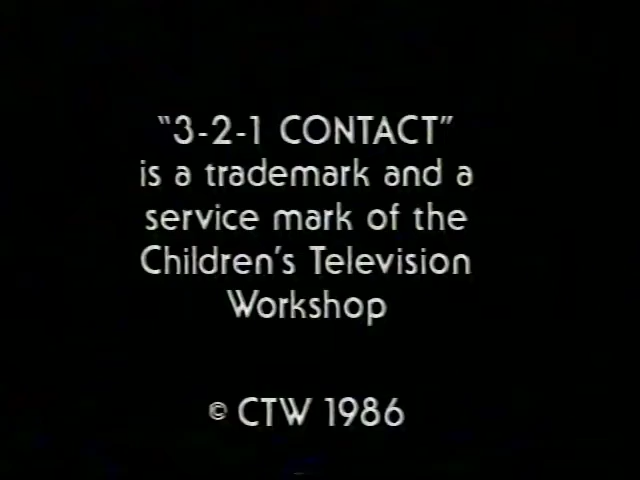 "3-2-1 CONTACT"
is a trademark and a
service mark of the
Children's Television
Workshop
© CTW 1986